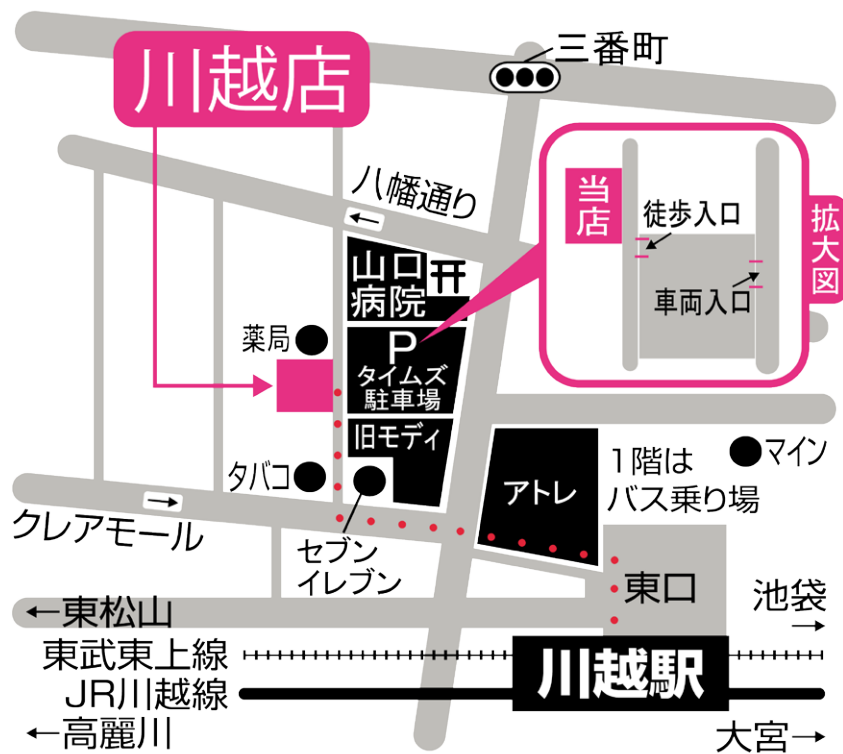 三番町
川越店
八幡通り
←
当店
徒歩入口
車両入口
拡大図
山口
病院
薬局
P
タイムズ
駐車場
旧モディ
タバコ
アトレ
1階は
バス乗り場
マイン
→
クレアモール
セブン
イレブン
東口
池袋
→
←東松山
東武東上線
JR川越線
川越駅
←高麗川
大宮→